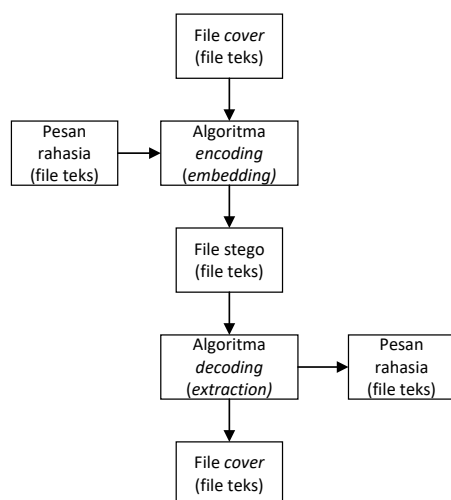 File cover
(file teks)
Pesan
rahasia
(file teks)
Algoritma
encoding
(embedding)
File stego
(file teks)
Algoritma
decoding
(extraction)
Pesan
rahasia
(file teks)
File cover
(file teks)